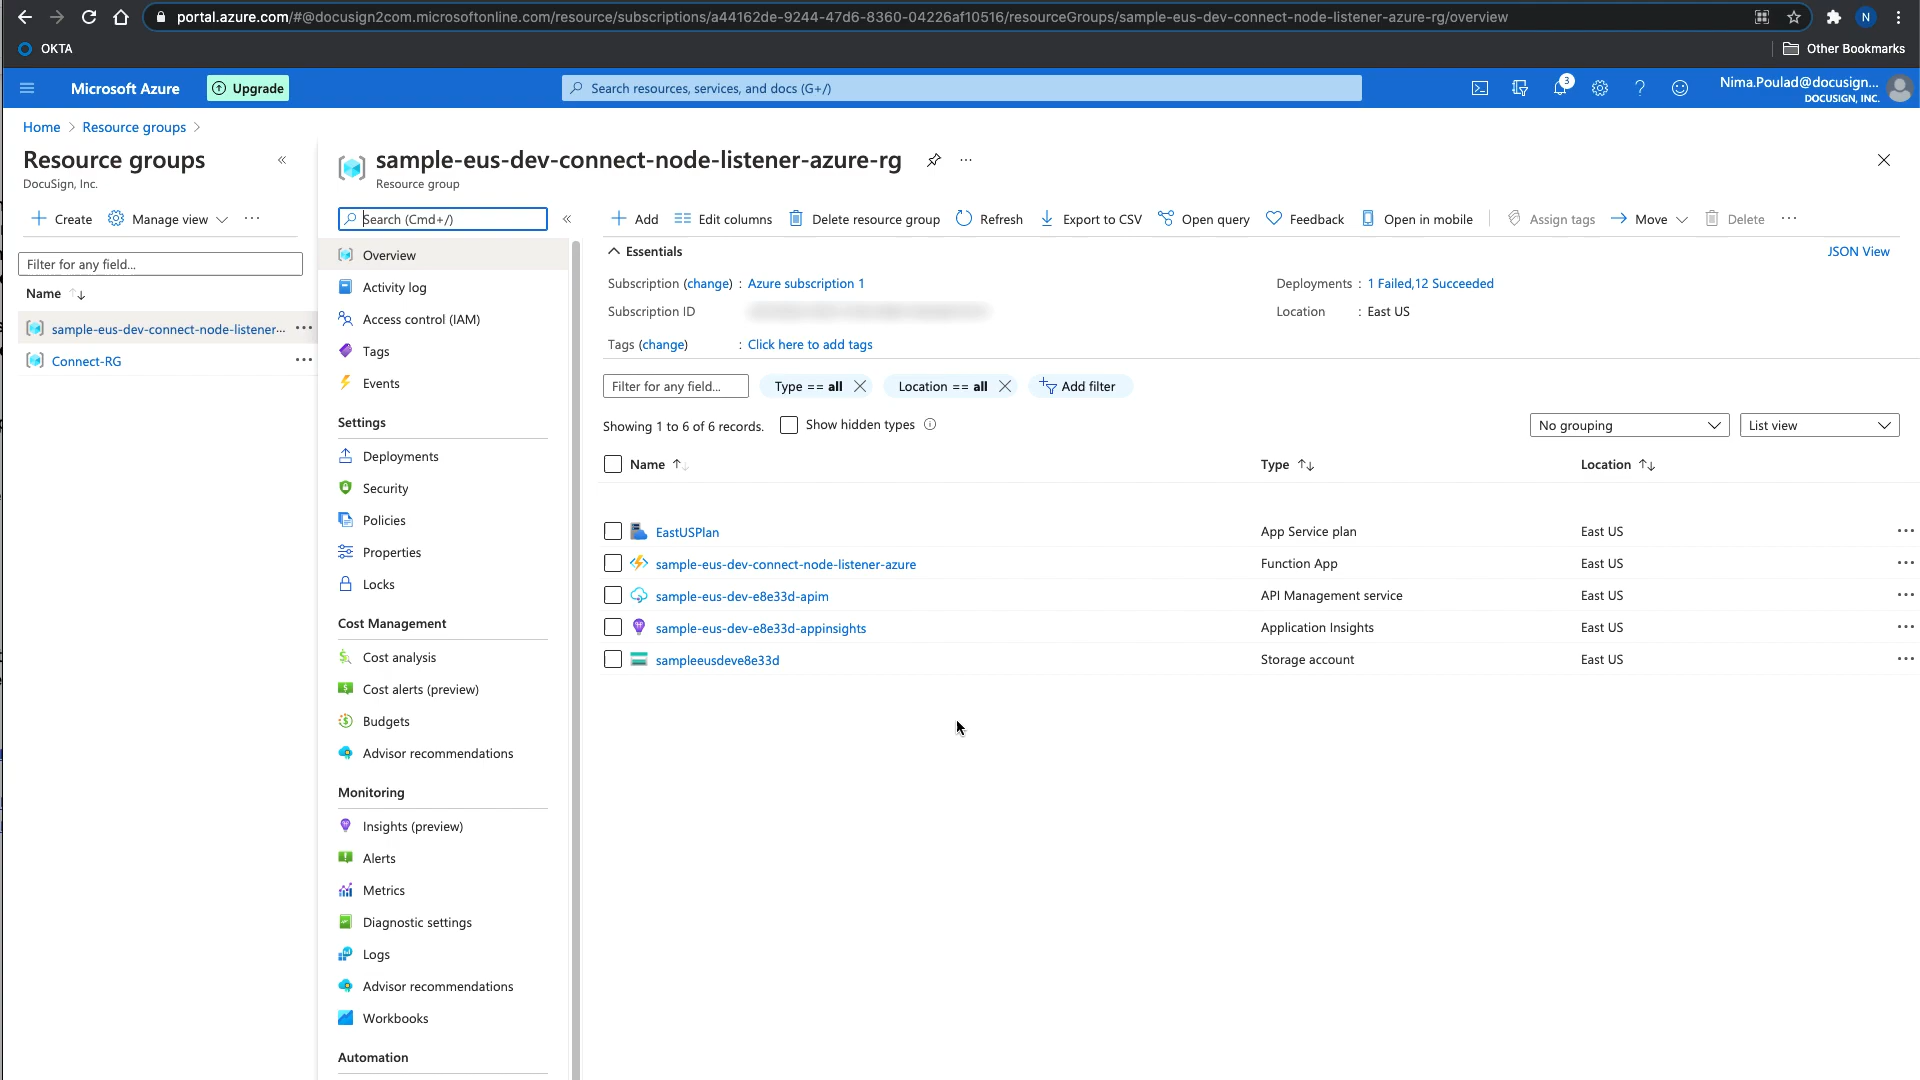 portal.azure.com/#@docusign2com.microsoftonline.com/resource/subscriptions/a44162de-9244-47d6-8360-04226af10516/resourceGroups/sample-eus-dev-connect-node-listener-azure-rg/overview
N
OKTA
Other Bookmarks
Microsoft Azure
Upgrade
Search resources, services, and docs (G+/)
3
Nima.Poulad@docusign...
DOCUSIGN, INC.
Home > Resource groups >
Resource groups
DocuSign, Inc.
Create
Manage view
Filter for any field...
Name
sample-eus-dev-connect-node-listener-...
Connect-RG
sample-eus-dev-connect-node-listener-azure-rg
Resource group
Search (Cmd+/)
Overview
Activity log
Access control (IAM)
Tags
Events
Settings
Deployments
Security
Policies
Properties
Locks
Cost Management
Cost analysis
Cost alerts (preview)
Budgets
Advisor recommendations
Monitoring
Insights (preview)
Alerts
Metrics
Diagnostic settings
Logs
Advisor recommendations
Workbooks
Automation
Add
Edit columns
Delete resource group
Refresh
Export to CSV
Open query
Feedback
Open in mobile
Assign tags
Move
Delete
Essentials
JSON View
Subscription (change) : Azure subscription 1
Deployments : 1 Failed,12 Succeeded
Subscription ID
Location : East US
Tags (change) : Click here to add tags
Filter for any field...
Type == all
Location == all
Add filter
Showing 1 to 6 of 6 records.
Show hidden types
No grouping
List view
Name Type Location
EastUSPlan App Service plan East US
sample-eus-dev-connect-node-listener-azure Function App East US
sample-eus-dev-e8e33d-apim API Management service East US
sample-eus-dev-e8e33d-appinsights Application Insights East US
sampleeusdeve8e33d Storage account East US